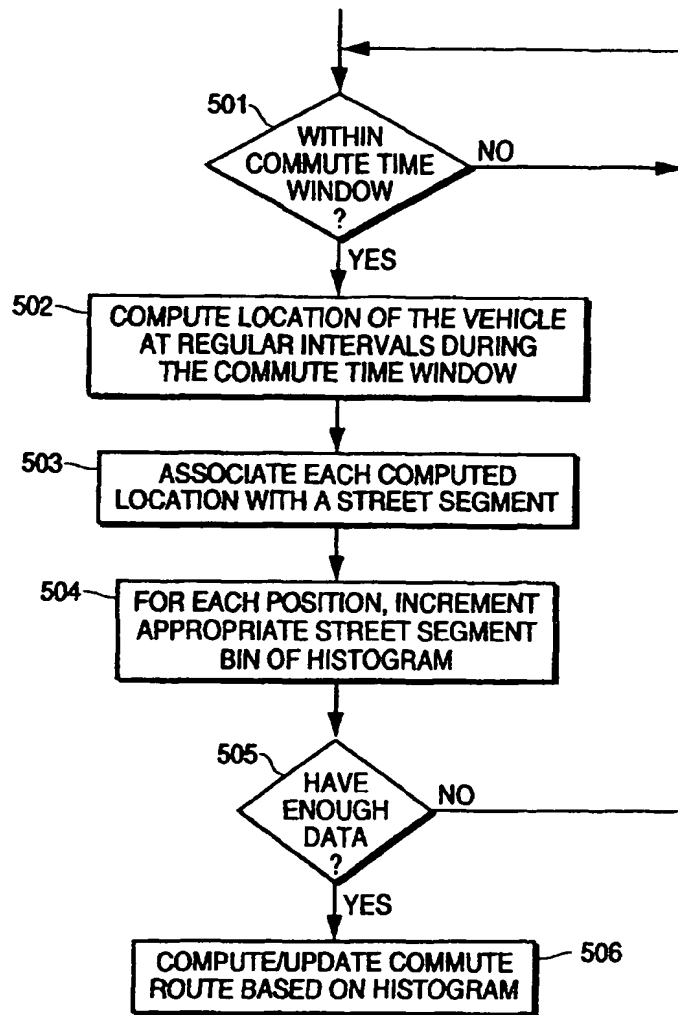 501
WITHIN
COMMUTE TIME
WINDOW
?
NO
YES
502
COMPUTE LOCATION OF THE VEHICLE
AT REGULAR INTERVALS DURING
THE COMMUTE TIME WINDOW
503
ASSOCIATE EACH COMPUTED
LOCATION WITH A STREET SEGMENT
504
FOR EACH POSITION, INCREMENT
APPROPRIATE STREET SEGMENT
BIN OF HISTOGRAM
505
HAVE
ENOUGH
DATA
?
NO
YES
COMPUTE/UPDATE COMMUTE
ROUTE BASED ON HISTOGRAM
506